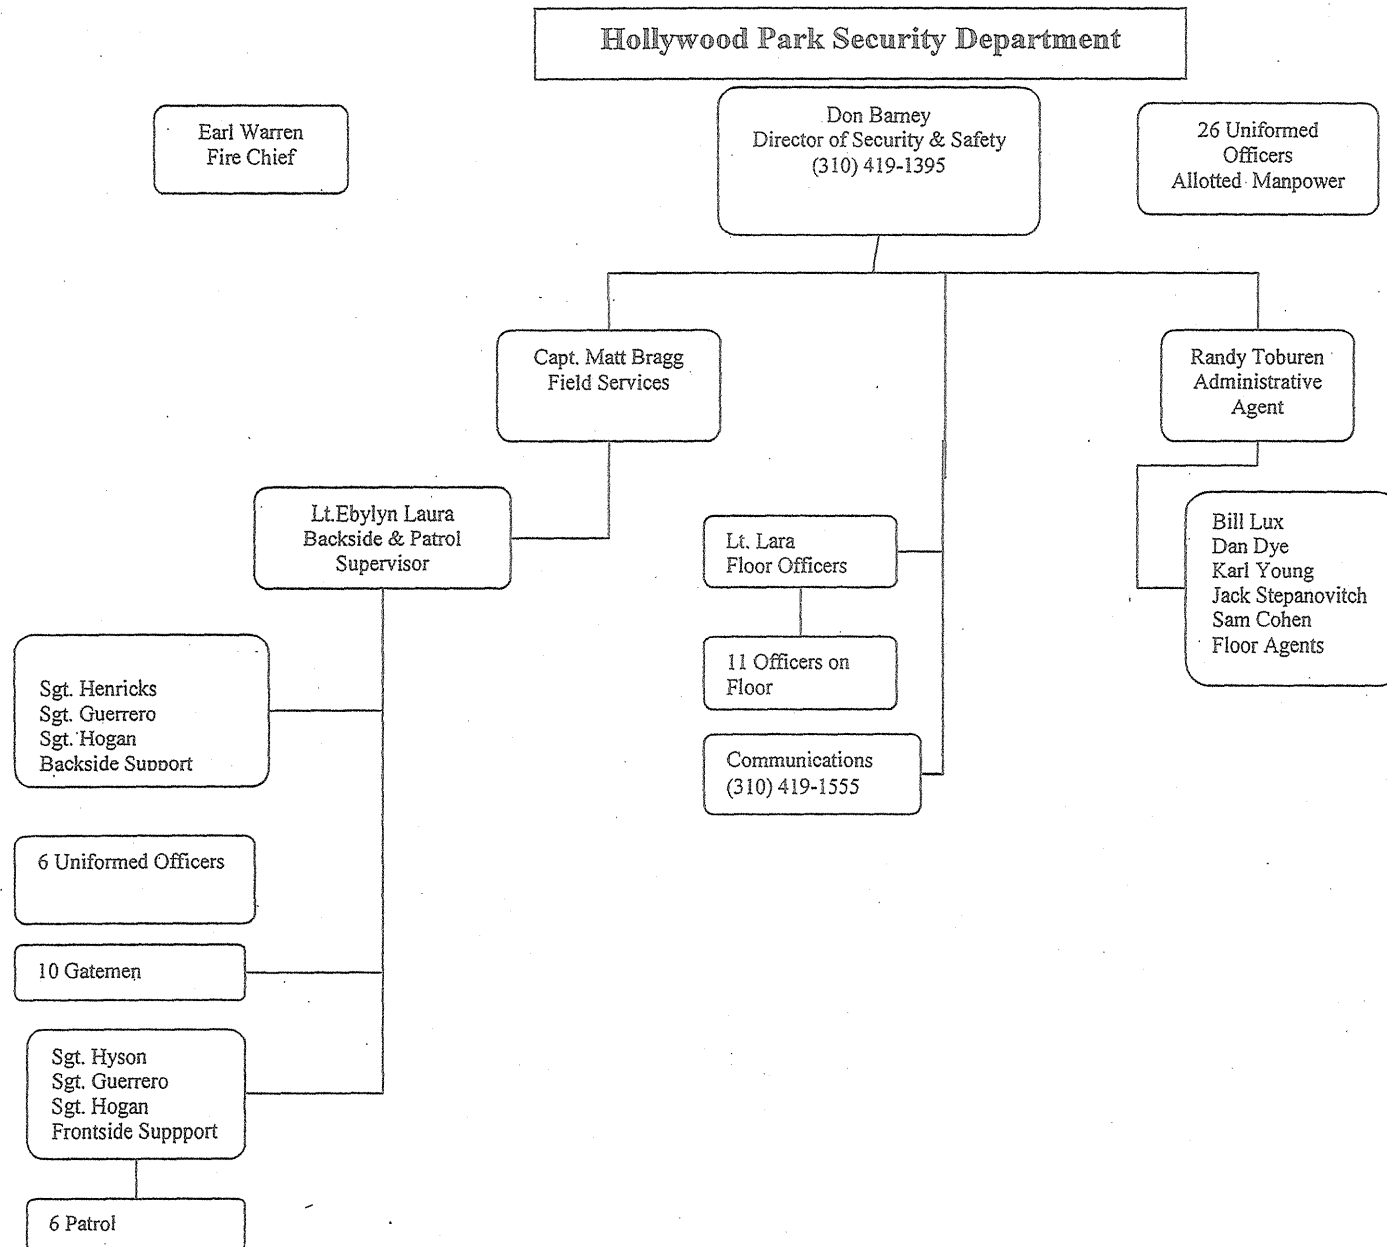 Hollywood Park Security Department
Earl Warren
Fire Chief
Don Barney
Director of Security & Safety
(310) 419-1395
26 Uniformed
Officers
Allotted Manpower
Capt. Matt Bragg
Field Services
Randy Toburen
Administrative
Agent
Lt.Ebylyn Laura
Backside & Patrol
Supervisor
Lt. Lara
Floor Officers
11 Officers on
Floor
Communications
(310) 419-1555
Bill Lux
Dan Dye
Karl Young
Jack Stepanovitch
Sam Cohen
Floor Agents
Sgt. Henricks
Sgt. Guerrero
Sgt. Hogan
Backside Support
6 Uniformed Officers
10 Gatemen
Sgt. Hyson
Sgt. Guerrero
Sgt. Hogan
Frontside Suppport
6 Patrol